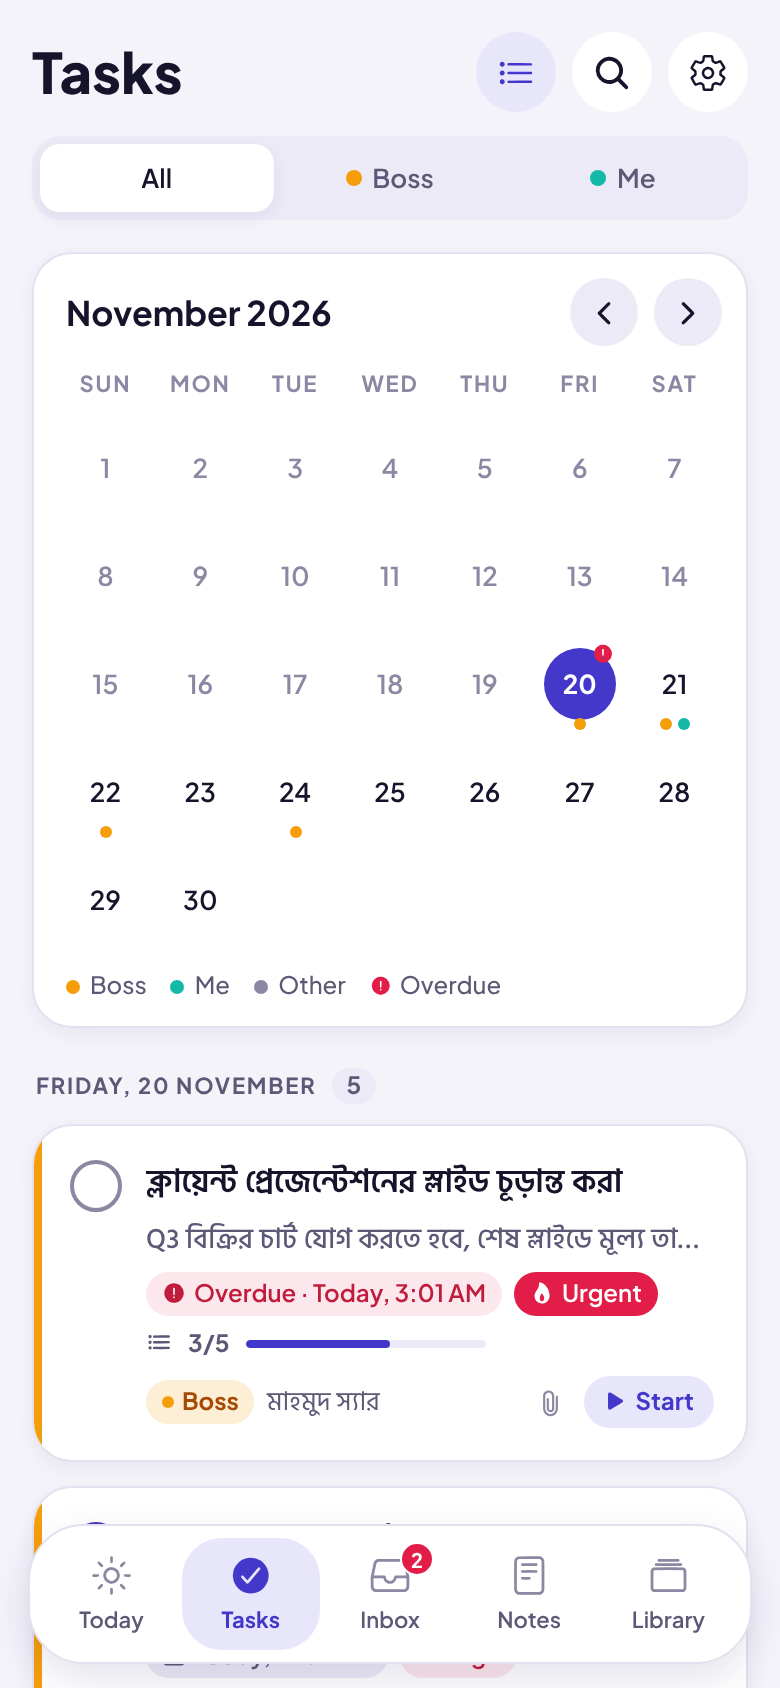 Tasks
All Boss Me
November 2026
SUN MON TUE WED THU FRI SAT
1 2 3 4 5 6 7
8 9 10 11 12 13 14
15 16 17 18 19 20 21
22 23 24 25 26 27 28
29 30
Boss Me Other Overdue
FRIDAY, 20 NOVEMBER 5
ক্লায়েন্ট প্রেজেন্টেশনের স্লাইড চূড়ান্ত করা
Q3 বিক্রির চার্ট যোগ করতে হবে, শেষ স্লাইডে মূল্য তা...
Overdue · Today, 3:01 AM Urgent
3/5
Boss মাহমুদ স্যার Start
2
Today Tasks Inbox Notes Library